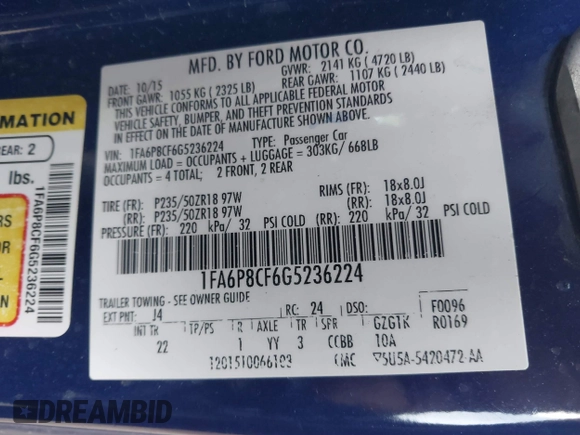 MFD. BY FORD MOTOR CO.
DATE: 10/15 GVWR: 2141 KG ( 4720 LB)
FRONT GAWR: 1055 KG ( 2325 LB) REAR GAWR: 1107 KG ( 2440 LB)
THIS VEHICLE CONFORMS TO ALL APPLICABLE FEDERAL MOTOR
VEHICLE SAFETY, BUMPER, AND THEFT PREVENTION STANDARDS
IN EFFECT ON THE DATE OF MANUFACTURE SHOWN ABOVE.
VIN: 1FA6P8CF6G5236224 TYPE: Passenger Car
MAXIMUM LOAD = OCCUPANTS + LUGGAGE = 303KG/ 668LB
OCCUPANTS = 4 TOTAL; 2 FRONT, 2 REAR
TIRE (FR): P235/50ZR18 97W RIMS (FR): 18x8.0J
(RR): P235/50ZR18 97W (RR): 18x8.0J
PRESSURE (FR): 220 kPa/ 32 PSI COLD (RR): 220 kPa/ 32 PSI COLD
1FA6P8CF6G5236224
TRAILER TOWING - SEE OWNER GUIDE
EXT PNT: J4 RC: 24 DSO: F0096
INT TR TP/PS R AXLE TR SPR R0169
22 1 YY 3 CCBB 10A
5U5A-5420472-AA
MATION
REAR: 2
lbs.
1FA6P8CF6G5236224
RS
OR
DREAMBID